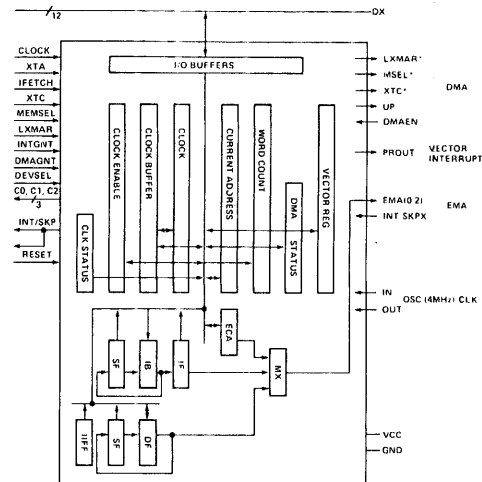 12
DX
CLOCK
XTA
IFETCH
XTC
MEMSEL
LXMAR
INTGNT
DMAGNT
DEVSEL
C0, C1, C2
3
INT/SKP
RESET
I/O BUFFERS
CLOCK ENABLE
CLOCK BUFFER
CLOCK
CURRENT ADDRESS
WORD COUNT
VECTOR REG
CLK STATUS
DMA STATUS
LXMAR*
MSEL*
XTC*
DMA
UP
DMAEN
PROUT
VECTOR INTERRUPT
EMA(0 2)
EMA
INT SKPX
IN
OSC (4MHz) CLK
OUT
ECA
SF
IB
IF
MX
IIFF
SF
DF
VCC
GND